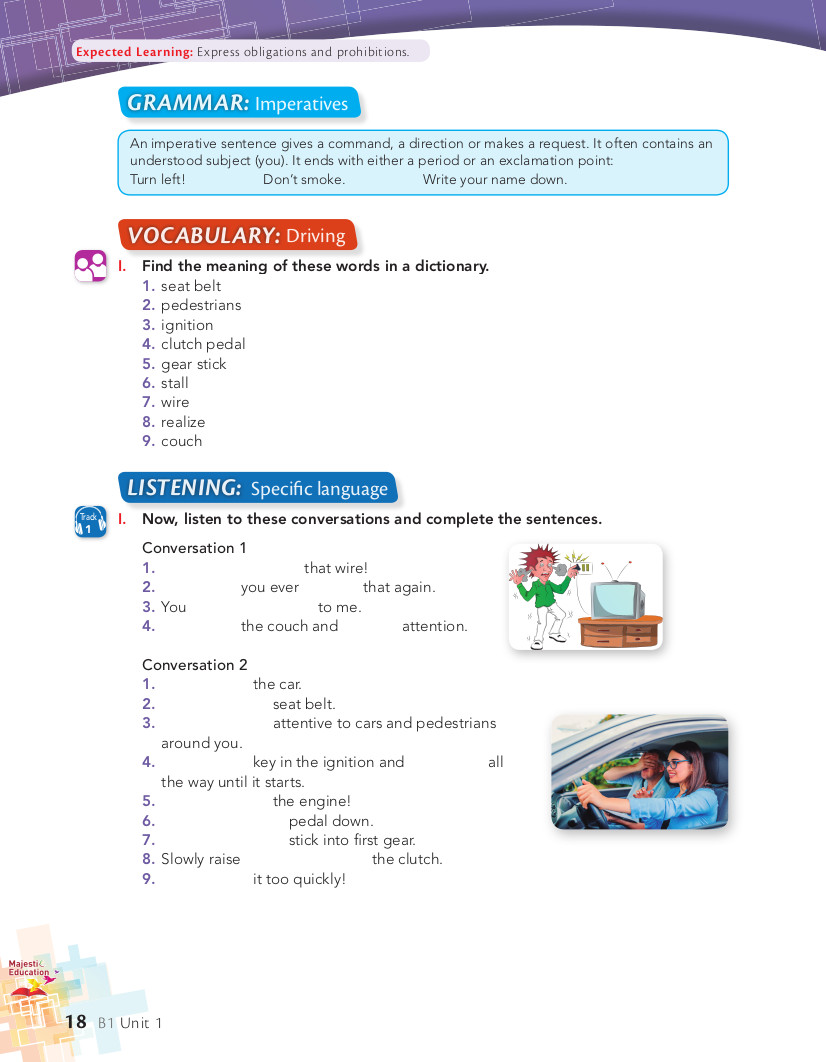 Expected Learning: Express obligations and prohibitions.
GRAMMAR: Imperatives
An imperative sentence gives a command, a direction or makes a request. It often contains an
understood subject (you). It ends with either a period or an exclamation point:
Turn left! Don't smoke. Write your name down.
VOCABULARY: Driving
I. Find the meaning of these words in a dictionary.
1. seat belt
2. pedestrians
3. ignition
4. clutch pedal
5. gear stick
6. stall
7. wire
8. realize
9. couch
LISTENING: Specific language
Track
1
I. Now, listen to these conversations and complete the sentences.
Conversation 1
1. that wire!
2. you ever that again.
3. You to me.
4. the couch and attention.
Conversation 2
1. the car.
2. seat belt.
3. attentive to cars and pedestrians
around you.
4. key in the ignition and all
the way until it starts.
5. the engine!
6. pedal down.
7. stick into first gear.
8. Slowly raise the clutch.
9. it too quickly!
Majestic
Education
18 B1 Unit 1